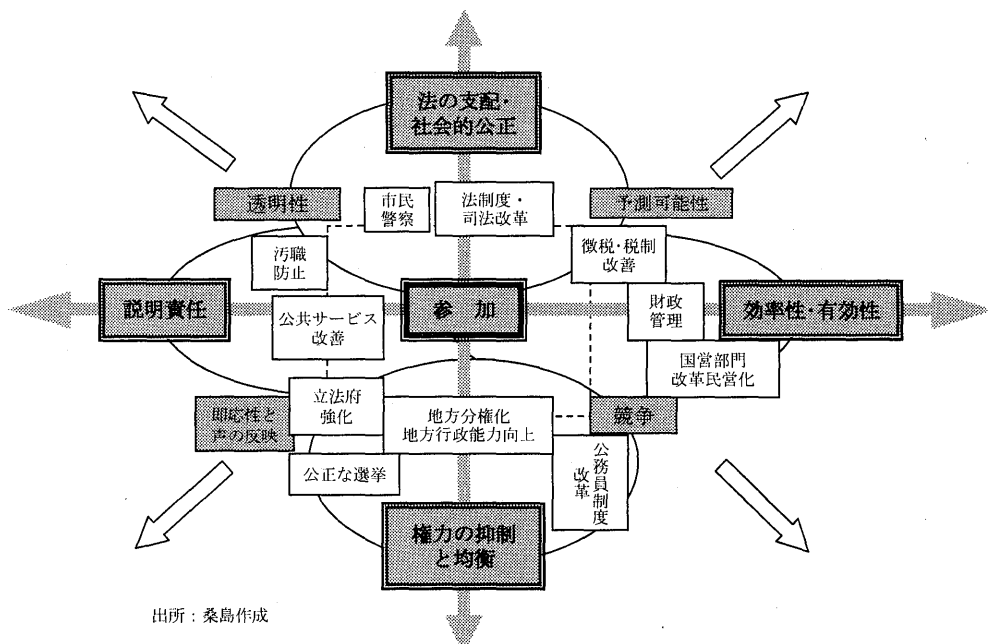 法の支配・
社会的公正
透明性
市民
警察
法制度・
司法改革
予測可能性
汚職
防止
徴税・税制
改善
説明責任
公共サービス
改善
参 加
財政
管理
効率性・有効性
国営部門
改革民営化
即応性と
声の反映
立法府
強化
地方分権化
地方行政能力向上
競争
公正な選挙
公務員制度
改革
権力の抑制
と均衡
出所：桑島作成